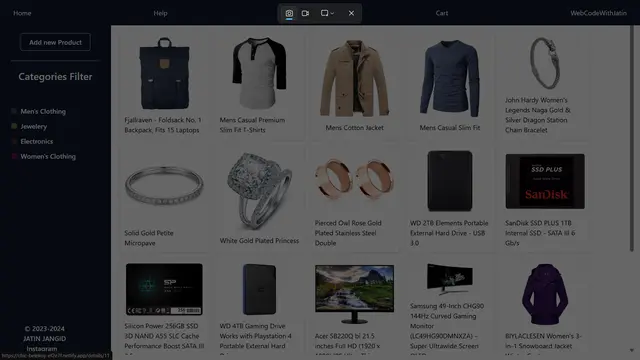 Home
Help
Cart
WebCodeWithJatin
Add new Product
Categories Filter
Men's Clothing
Jewelery
Electronics
Women's Clothing
Fjallraven - Foldsack No. 1
Backpack, Fits 15 Laptops
Mens Casual Premium
Slim Fit T-Shirts
Mens Cotton Jacket
Mens Casual Slim Fit
John Hardy Women's
Legends Naga Gold &
Silver Dragon Station
Chain Bracelet
Solid Gold Petite
Micropave
White Gold Plated Princess
Pierced Owl Rose Gold
Plated Stainless Steel
Double
WD 2TB Elements Portable
External Hard Drive - USB
3.0
SSD PLUS
SanDisk
SanDisk SSD PLUS 1TB
Internal SSD - SATA III 6
Gb/s
SP
Silicon Power 256GB SSD
3D NAND A55 SLC Cache
Performance Boost SATA III
WD 4TB Gaming Drive
Works with Playstation 4
Portable External Hard
Acer SB220Q bi 21.5
inches Full HD (1920 x
Samsung 49-Inch CHG90
144Hz Curved Gaming
Monitor
(LC49HG90DMNXZA) –
Super Ultrawide Screen
BIYLACLESEN Women's 3-
in-1 Snowboard Jacket
© 2023-2024
JATIN JANGID
Instagram